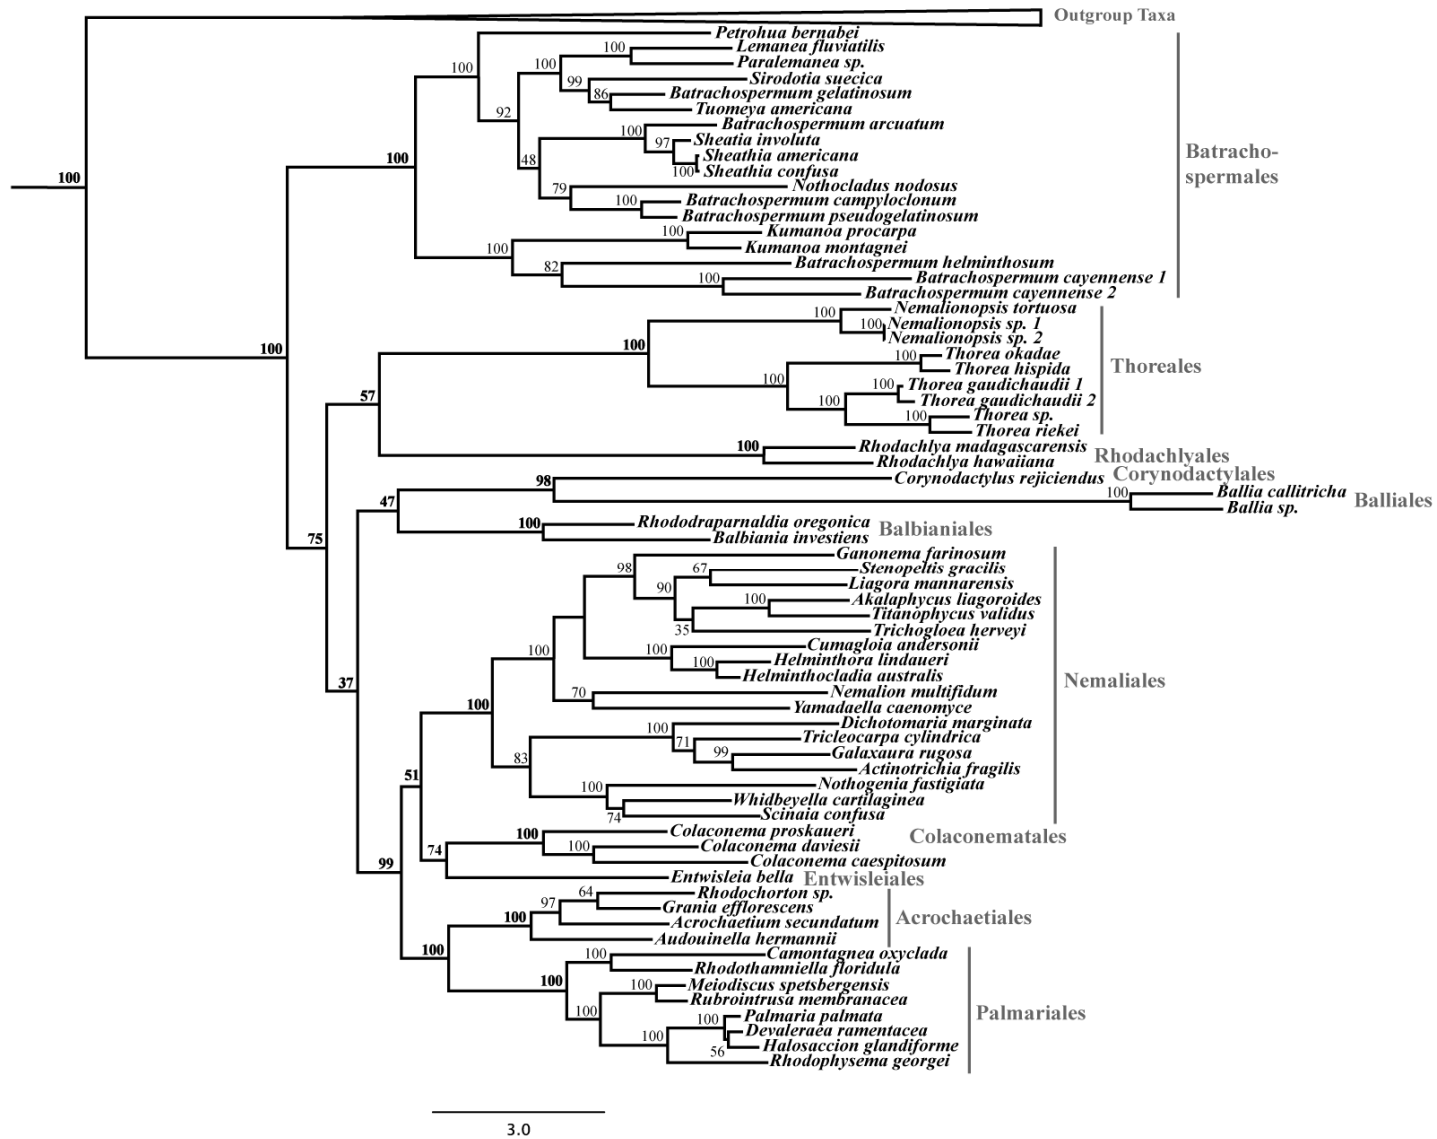 Outgroup Taxa
Petrohua bernabei
100
Lemanea fluviatilis
Paralemanea sp.
100
100
99
Sirodotia suecica
86
Batrachospermum gelatinosum
Tuomeya americana
92
100
Batrachospermum arcuatum
97
Sheatia involuta
Sheathia americana
100
Sheathia confusa
48
100
Batracho-
spermales
100
79
Nothocladus nodosus
100
Batrachospermum campyloclonum
Batrachospermum pseudogelatinosum
100
Kumanoa procarpa
Kumanoa montagnei
100
82
Batrachospermum helminthosum
100
Batrachospermum cayennense 1
Batrachospermum cayennense 2
100
Nemalionopsis tortuosa
100
Nemalionopsis sp. 1
Nemalionopsis sp. 2
100
100
100
Thorea okadae
Thorea hispida
Thoreales
100
100
Thorea gaudichaudii 1
Thorea gaudichaudii 2
100
100
Thorea sp.
Thorea riekei
57
100
Rhodachlya madagascarensis
Rhodachlya hawaiiana
Rhodachlyales
Corynodactylus rejiciendus
Corynodactylales
98
100
Ballia callitricha
Ballia sp.
Balliales
47
100
Rhododraparnaldia oregonica
Balbiania investiens
Balbianiales
75
Ganonema farinosum
98
67
Stenopeltis gracilis
Liagora mannarensis
90
100
Akalaphycus liagoroides
Titanophycus validus
35
Trichogloea herveyi
100
100
Cumagloia andersonii
100
Helminthora lindaueri
Helminthocladia australis
Nemaliales
37
70
Nemalion multifidum
Yamadaella caenomyce
100
100
Dichotomaria marginata
71
Tricleocarpa cylindrica
99
Galaxaura rugosa
Actinotrichia fragilis
83
100
Nothogenia fastigiata
Whidbeyella cartilaginea
74
Scinaia confusa
51
100
Colaconema proskaueri
Colaconematales
100
Colaconema daviesii
Colaconema caespitosum
74
Entwisleia bella
Entwisleiales
99
64
Rhodochorton sp.
97
Grania efflorescens
100
Acrochaetium secundatum
Audouinella hermannii
Acrochaetiales
100
100
Camontagnea oxyclada
Rhodothamniella floridula
100
100
Meiodiscus spetsbergensis
Rubrointrusa membranacea
100
Palmariales
100
Palmaria palmata
Devaleraea ramentacea
56
Halosaccion glandiforme
100
Rhodophysema georgei
3.0